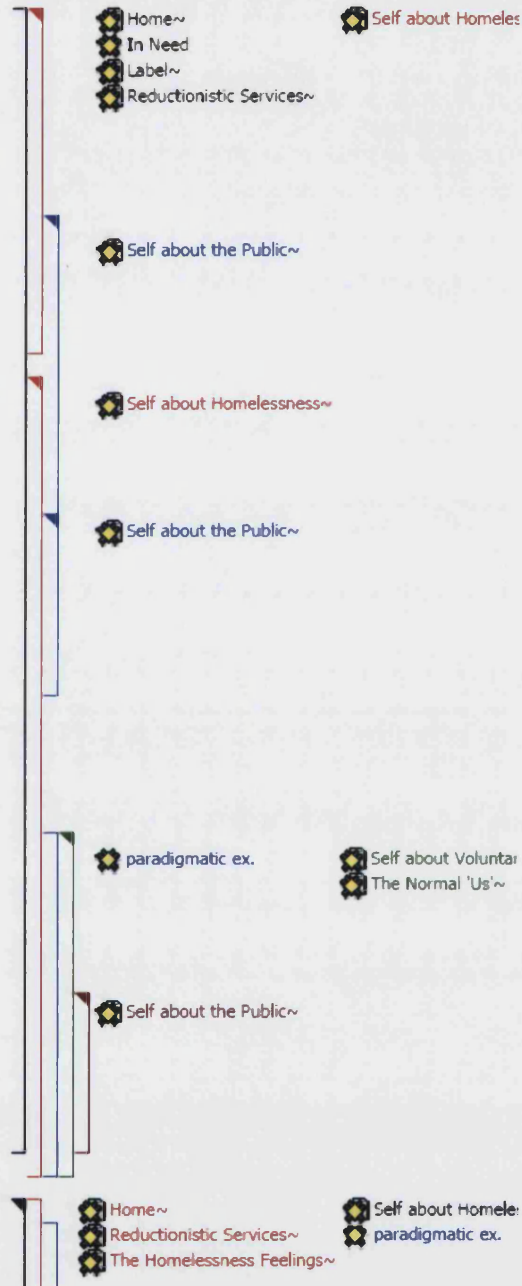 Home~ Self about Homeles
In Need
Label~
Reductionistic Services~
Self about the Public~
Self about Homelessness~
Self about the Public~
paradigmatic ex. Self about Voluntar
The Normal 'Us'~
Self about the Public~
Home~ Self about Homele
Reductionistic Services~ paradigmatic ex.
The Homelessness Feelings~